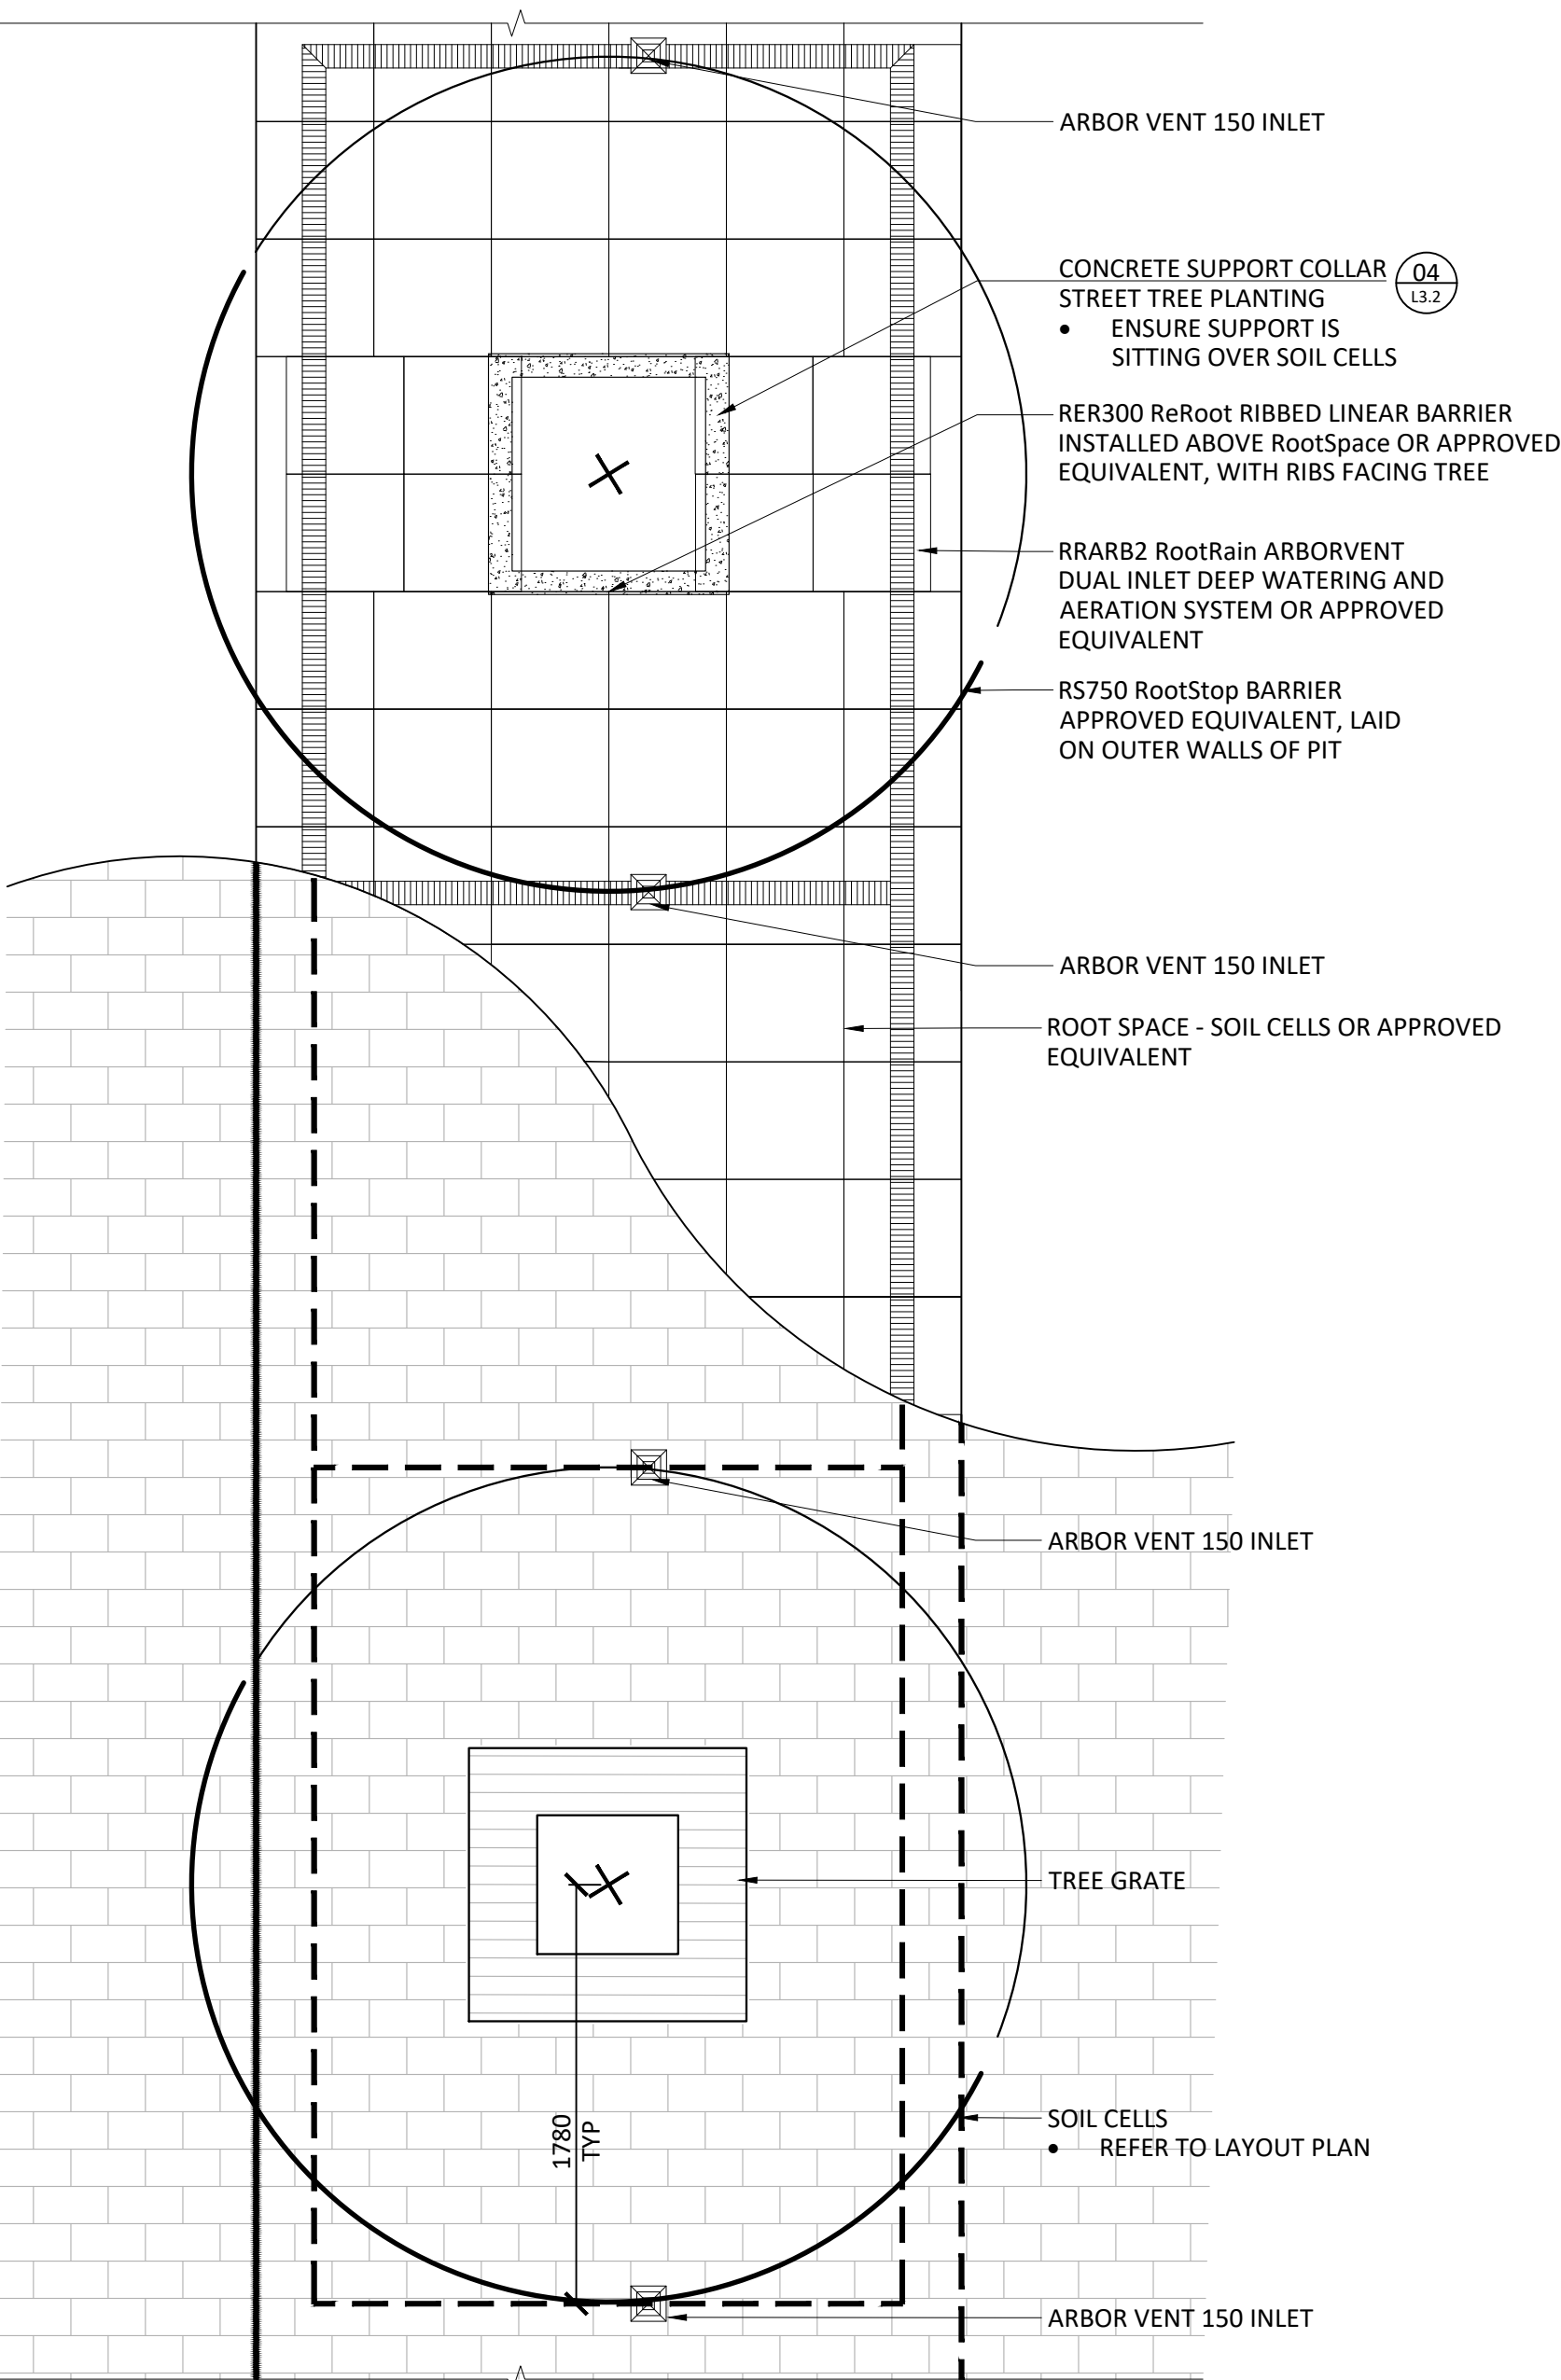 ARBOR VENT 150 INLET
CONCRETE SUPPORT COLLAR
04
L3.2
STREET TREE PLANTING
• ENSURE SUPPORT IS
SITTING OVER SOIL CELLS
RER300 ReRoot RIBBED LINEAR BARRIER
INSTALLED ABOVE RootSpace OR APPROVED
EQUIVALENT, WITH RIBS FACING TREE
RRARB2 RootRain ARBORVENT
DUAL INLET DEEP WATERING AND
AERATION SYSTEM OR APPROVED
EQUIVALENT
RS750 RootStop BARRIER
APPROVED EQUIVALENT, LAID
ON OUTER WALLS OF PIT
ARBOR VENT 150 INLET
ROOT SPACE - SOIL CELLS OR APPROVED
EQUIVALENT
ARBOR VENT 150 INLET
TREE GRATE
1780
TYP
SOIL CELLS
• REFER TO LAYOUT PLAN
ARBOR VENT 150 INLET